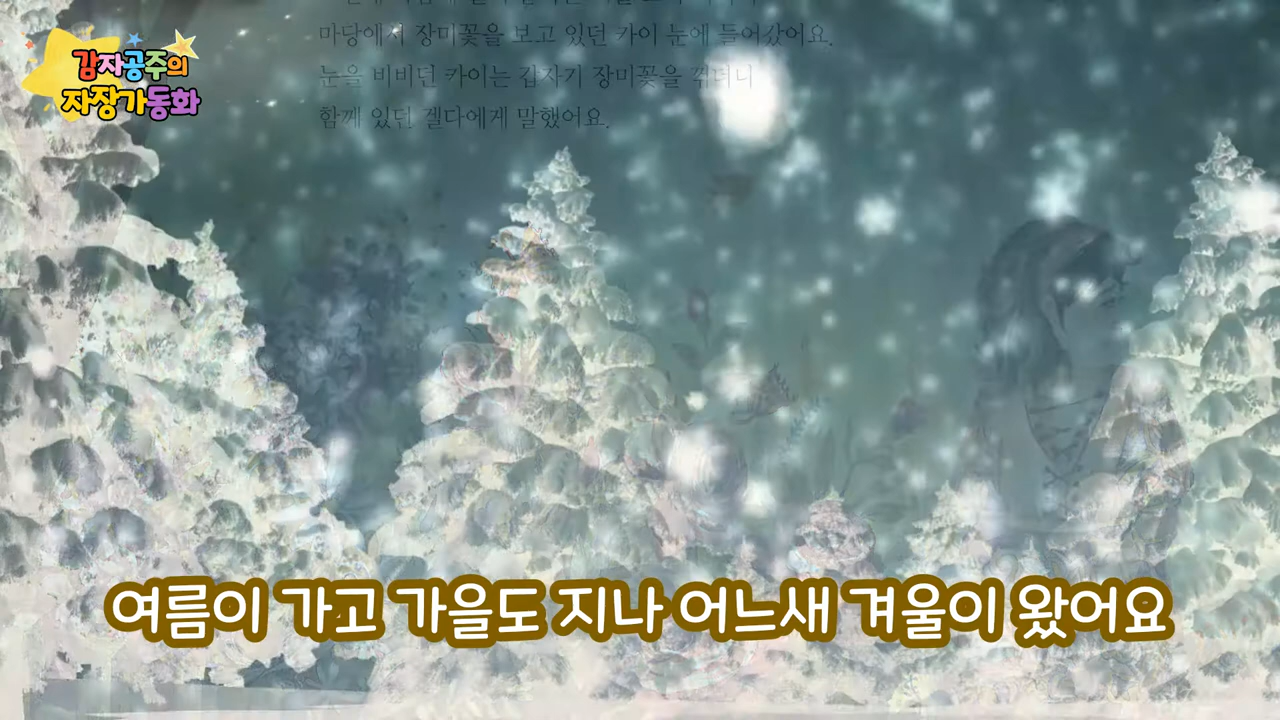 감자공주의
자장가동화
마당에서 장미꽃을 보고 있던 카이 눈에 들어갔어요.
눈을 비비던 카이는 갑자기 장미꽃을 꺾더니
함께 있던 겔다에게 말했어요.
여름이 가고 가을도 지나 어느새 겨울이 왔어요